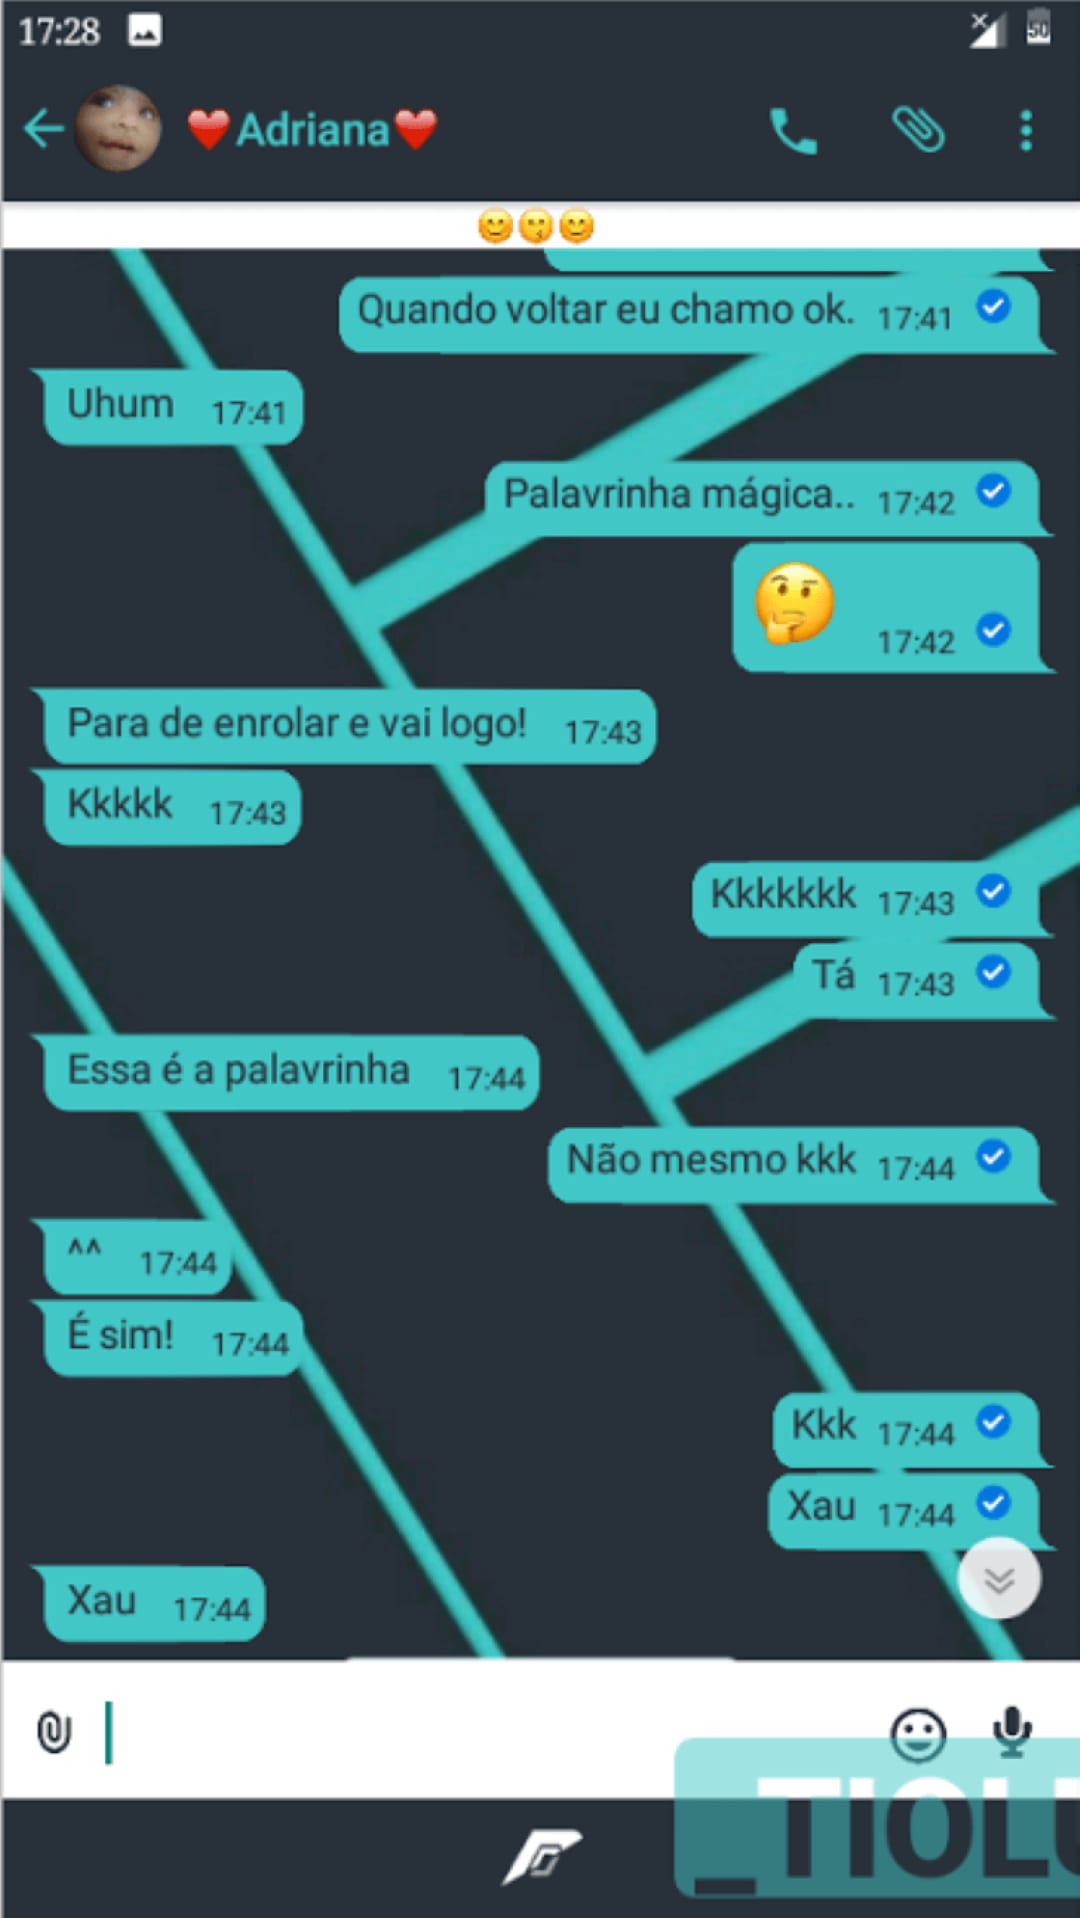 17:28
50
❤️Adriana❤️
😊😙😊
Quando voltar eu chamo ok. 17:41
Uhum 17:41
Palavrinha mágica.. 17:42
🤔 17:42
Para de enrolar e vai logo! 17:43
Kkkkk 17:43
Kkkkkkk 17:43
Tá 17:43
Essa é a palavrinha 17:44
Não mesmo kkk 17:44
^^ 17:44
É sim! 17:44
Kkk 17:44
Xau 17:44
Xau 17:44